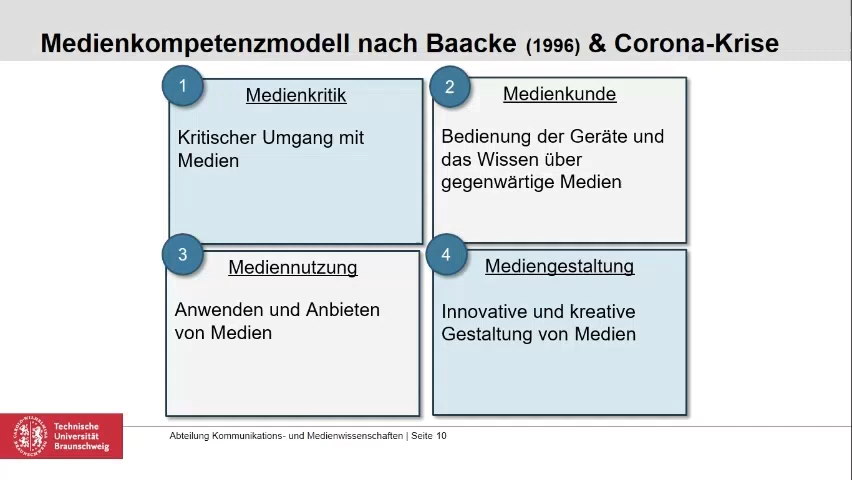 Medienkompetenzmodell nach Baacke (1996) & Corona-Krise
1
Medienkritik
Kritischer Umgang mit
Medien
2
Medienkunde
Bedienung der Geräte und
das Wissen über
gegenwärtige Medien
3
Mediennutzung
Anwenden und Anbieten
von Medien
4
Mediengestaltung
Innovative und kreative
Gestaltung von Medien
Technische
Universität
Braunschweig
Abteilung Kommunikations- und Medienwissenschaften | Seite 10